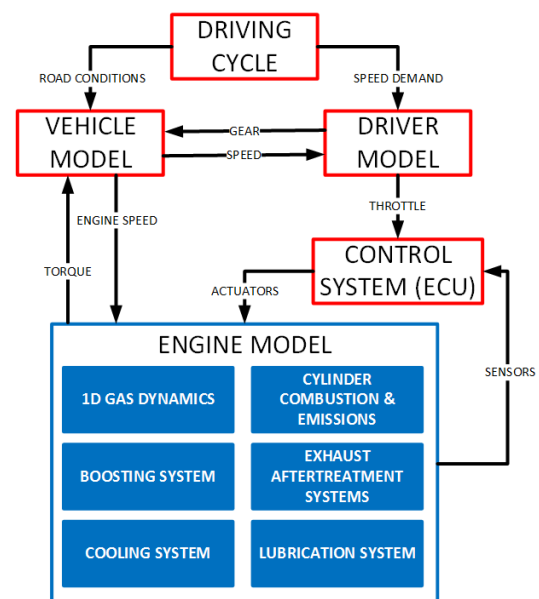 DRIVING
CYCLE
ROAD CONDITIONS
SPEED DEMAND
VEHICLE
MODEL
GEAR
SPEED
DRIVER
MODEL
ENGINE SPEED
THROTTLE
TORQUE
ACTUATORS
CONTROL
SYSTEM (ECU)
SENSORS
ENGINE MODEL
1D GAS DYNAMICS
CYLINDER
COMBUSTION &
EMISSIONS
BOOSTING SYSTEM
EXHAUST
AFTERTREATMENT
SYSTEMS
COOLING SYSTEM
LUBRICATION SYSTEM